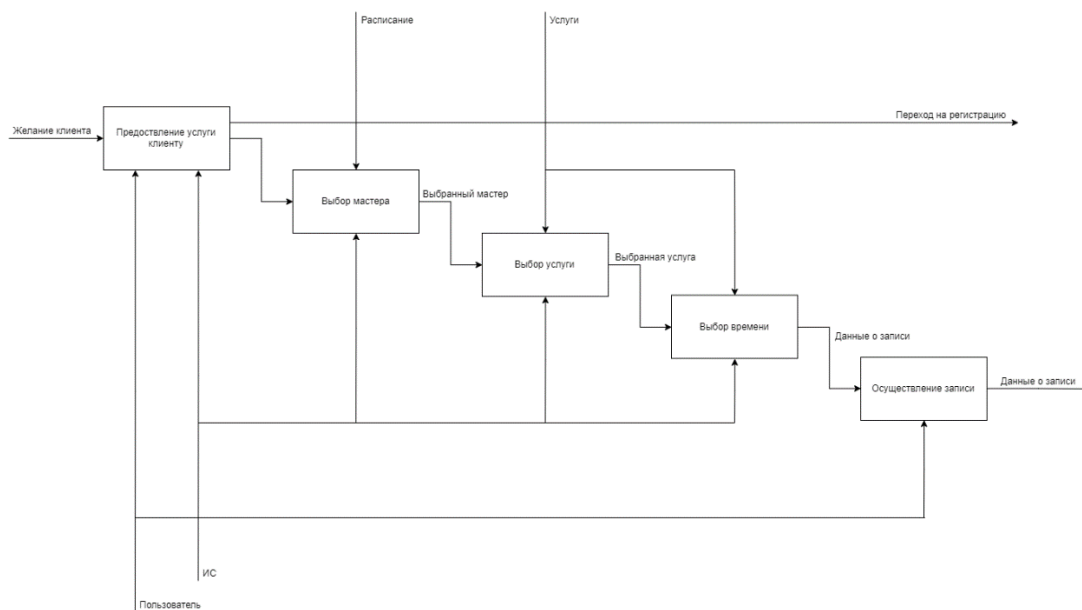 Расписание
Услуги
Желание клиента
Предоствление услуги
клиенту
Переход на регистрацию
Выбор мастера
Выбранный мастер
Выбор услуги
Выбранная услуга
Выбор времени
Данные о записи
Осуществление записи
Данные о записи
ИС
Пользователь